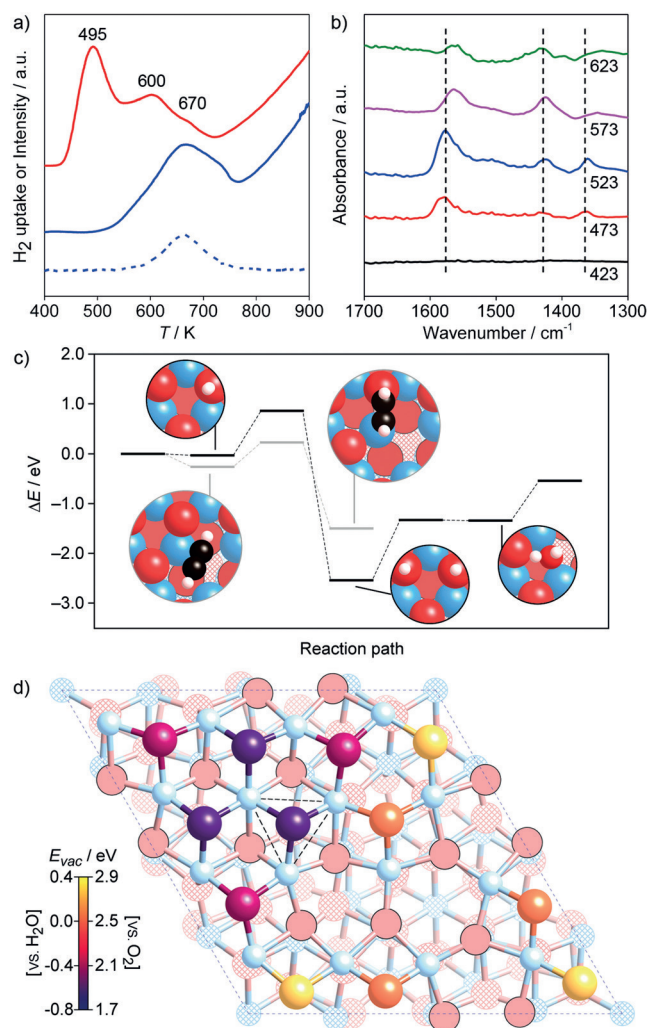 a)
495
600
670
H2 uptake or Intensity / a.u.
400 500 600 700 800 900
T / K
b)
Absorbance / a.u.
623
573
523
473
423
1700 1600 1500 1400 1300
Wavenumber / cm⁻¹
c)
2.0
1.0
0.0
−1.0
−2.0
−3.0
ΔE / eV
Reaction path
d)
E_vac / eV
0.4 2.9
0.0 2.5
-0.4 2.1
-0.8 1.7
[vs. H2O]
[vs. O2]